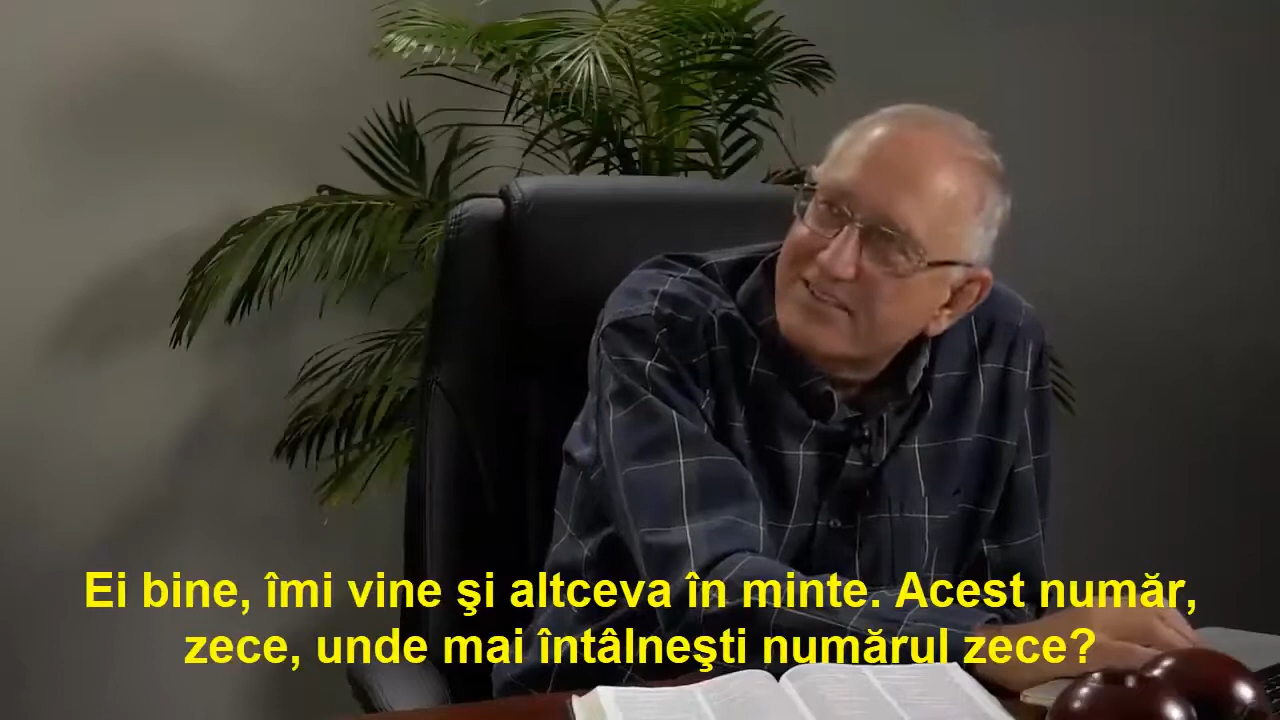 Ei bine, îmi vine şi altceva în minte. Acest număr,
zece, unde mai întâlneşti numărul zece?